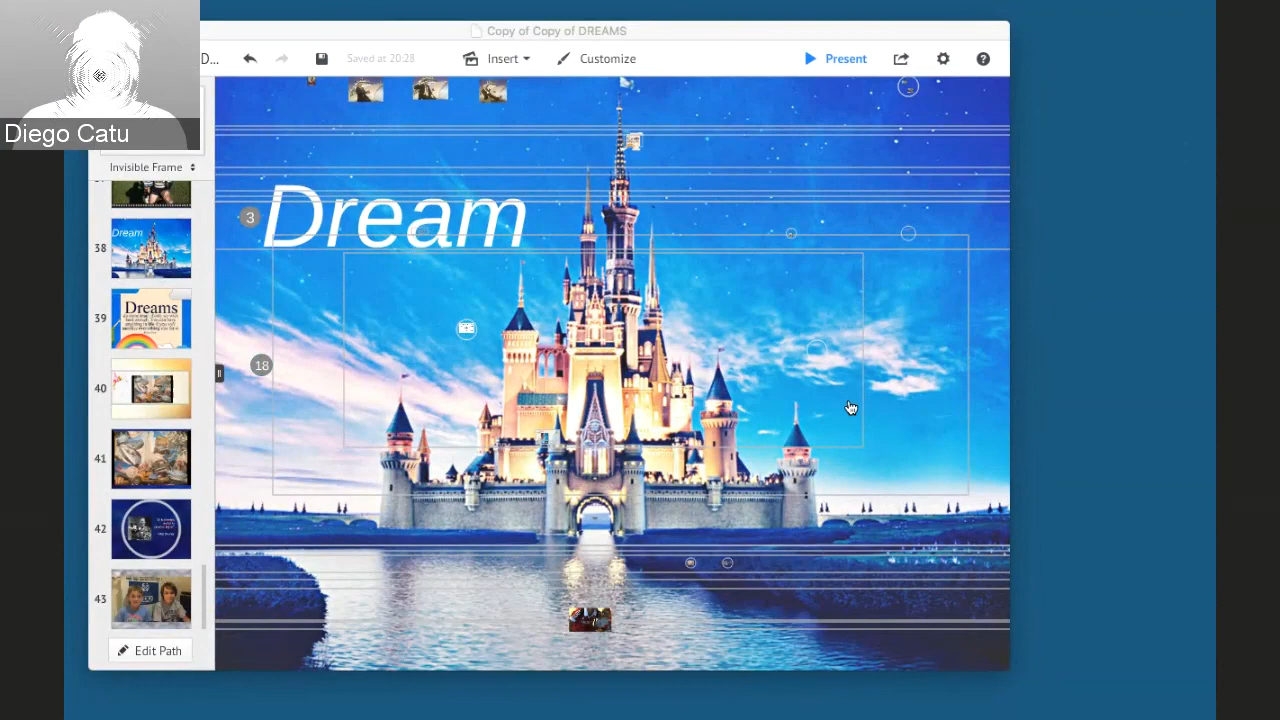 Copy of Copy of DREAMS
D...
Saved at 20:28
Insert
Customize
Present
Diego Catu
Invisible Frame
38
Dream
39
Dreams
40
41
42
43
Edit Path
3
Dream
18